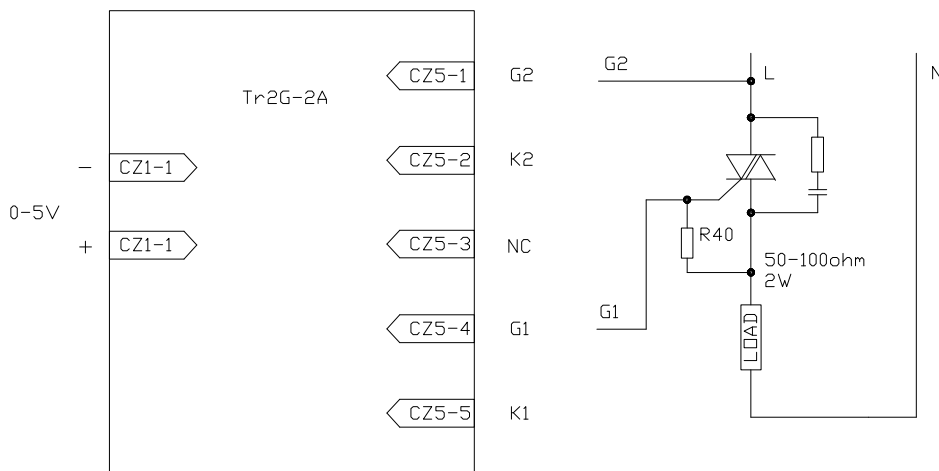 Tr2G-2A
CZ5-1
G2
CZ5-2
K2
CZ5-3
NC
CZ5-4
G1
CZ5-5
K1
-
CZ1-1
0-5V
+
CZ1-1
G2
L
N
R40
50-100ohm
2W
G1
LOAD